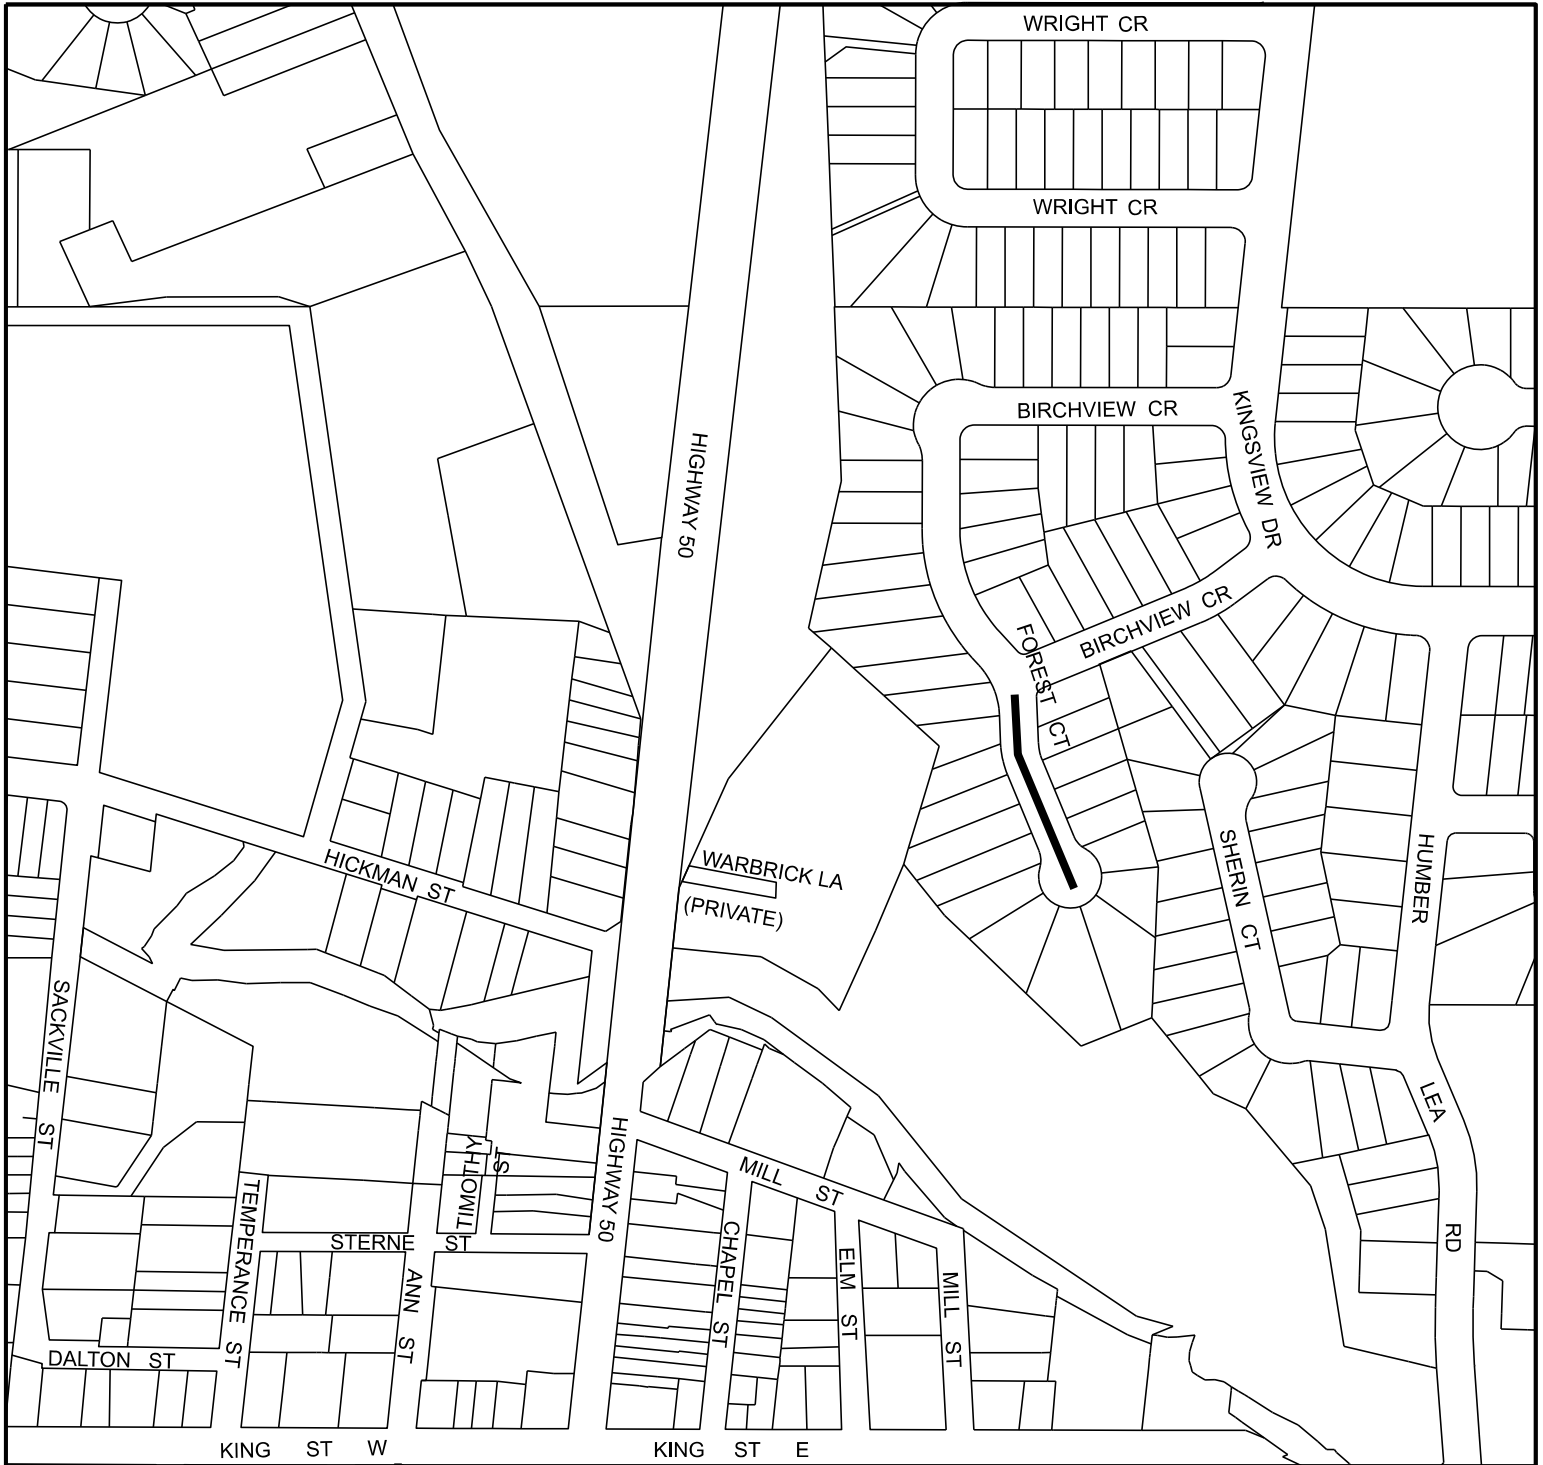 WRIGHT CR
WRIGHT CR
BIRCHVIEW CR
KINGSVIEW DR
HIGHWAY 50
BIRCHVIEW CR
FOREST CT
HICKMAN ST
WARBRICK LA
(PRIVATE)
SHERIN CT
HUMBER
LEA
RD
SACKVILLE ST
TIMOTHY ST
HIGHWAY 50
MILL ST
TEMPERANCE ST
STERNE ST
ANN ST
CHAPEL ST
ELM ST
MILL ST
DALTON ST
KING ST W
KING ST E